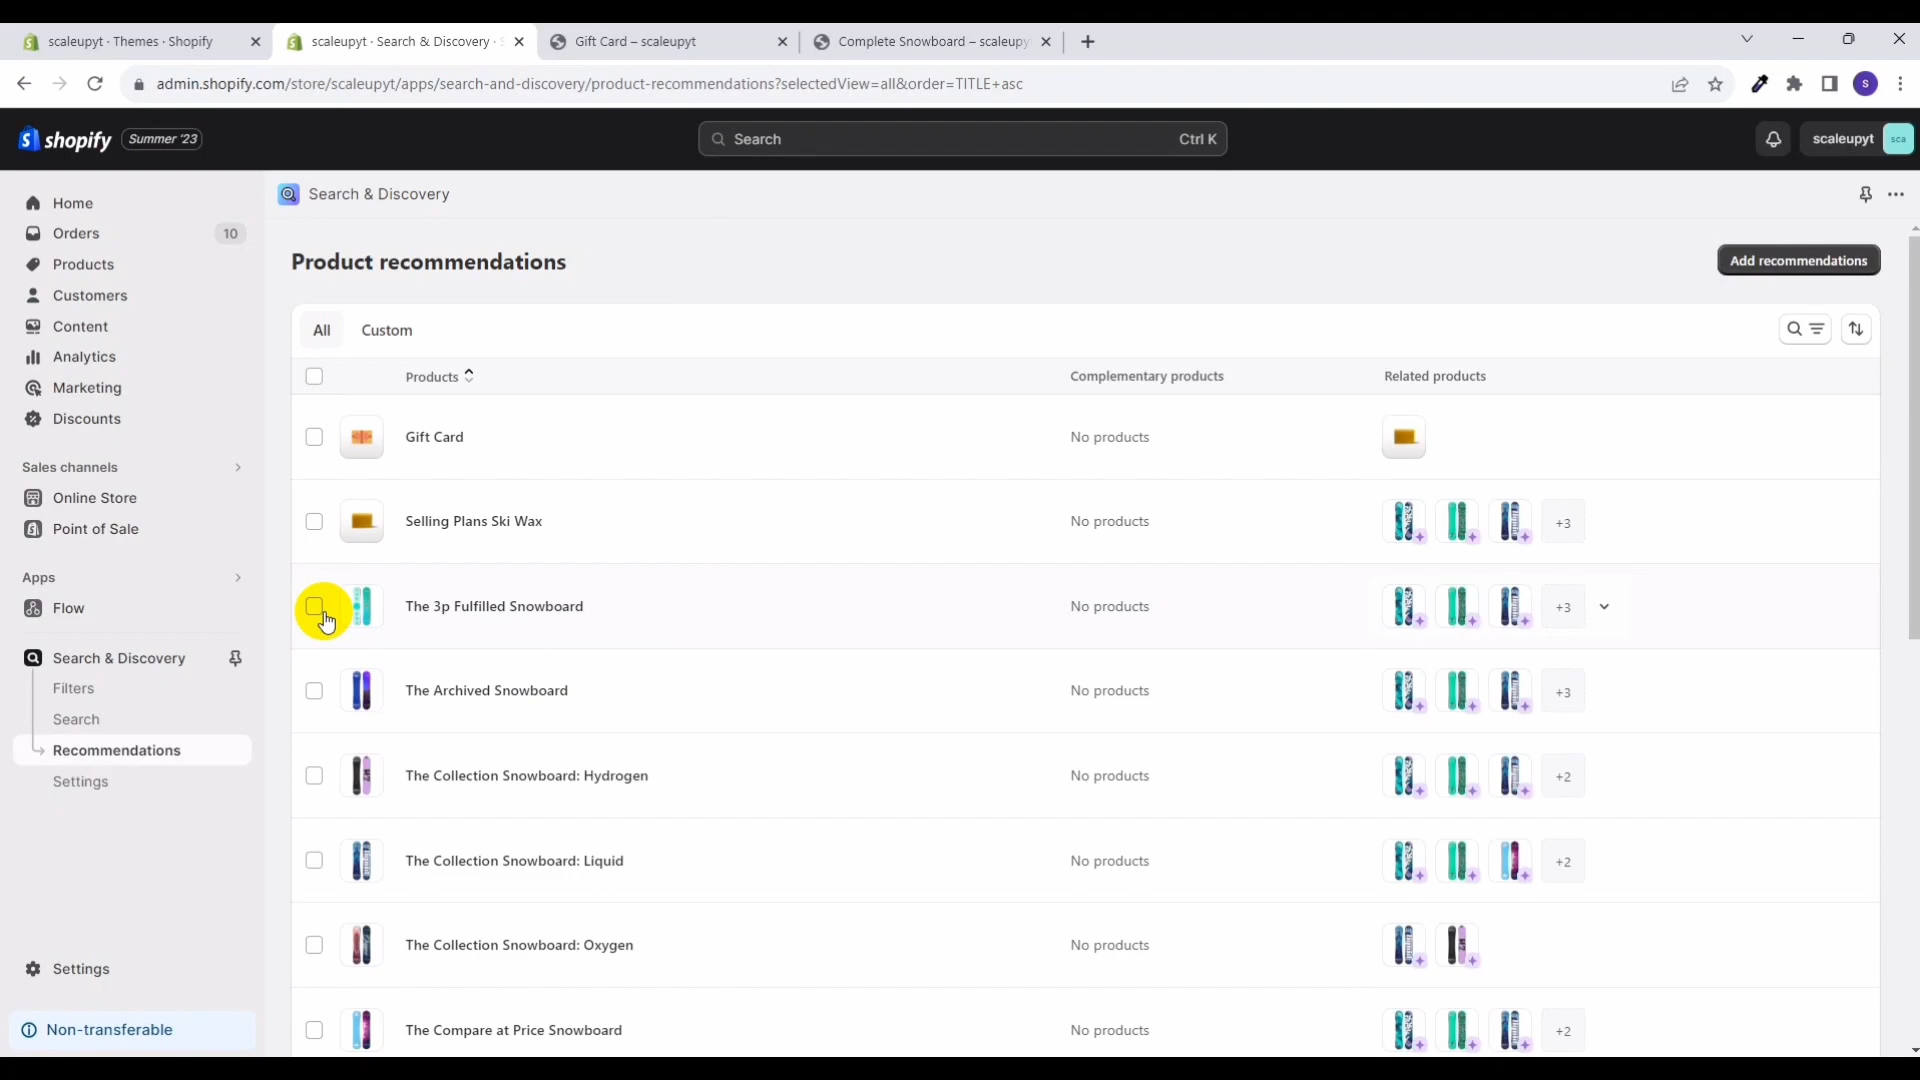 scaleupyt · Themes · Shopify
scaleupyt · Search & Discovery ·
Gift Card – scaleupyt
Complete Snowboard – scaleupy
admin.shopify.com/store/scaleupyt/apps/search-and-discovery/product-recommendations?selectedView=all&order=TITLE+asc
S
shopify
Summer '23
Search
Ctrl K
scaleupyt
sca
Home
Orders
10
Products
Customers
Content
Analytics
Marketing
Discounts
Sales channels
Online Store
Point of Sale
Apps
Flow
Search & Discovery
Filters
Search
Recommendations
Settings
Settings
Non-transferable
Search & Discovery
Product recommendations
Add recommendations
All
Custom
Products
Complementary products
Related products
Gift Card
No products
Selling Plans Ski Wax
No products
+3
The 3p Fulfilled Snowboard
No products
+3
The Archived Snowboard
No products
+3
The Collection Snowboard: Hydrogen
No products
+2
The Collection Snowboard: Liquid
No products
+2
The Collection Snowboard: Oxygen
No products
The Compare at Price Snowboard
No products
+2